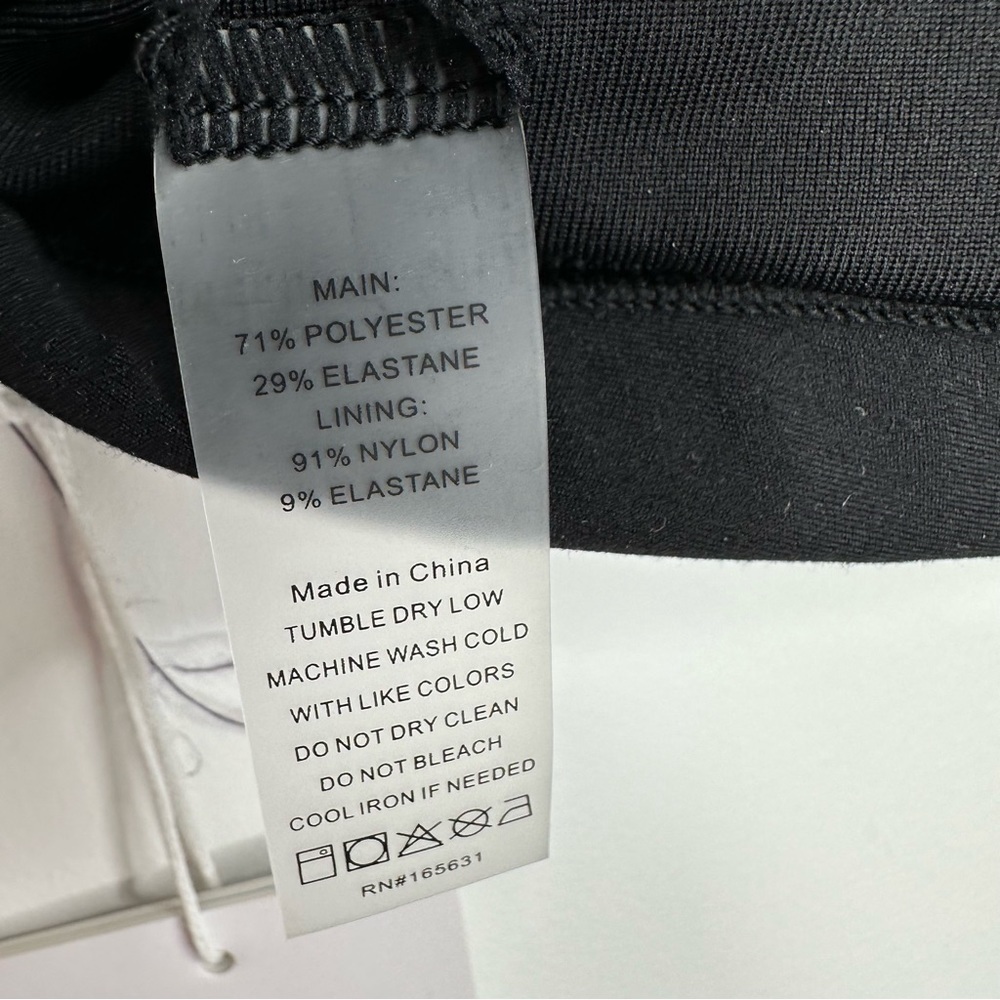 MAIN:
71% POLYESTER
29% ELASTANE
LINING:
91% NYLON
9% ELASTANE
Made in China
TUMBLE DRY LOW
MACHINE WASH COLD
WITH LIKE COLORS
DO NOT DRY CLEAN
DO NOT BLEACH
COOL IRON IF NEEDED
RN#165631